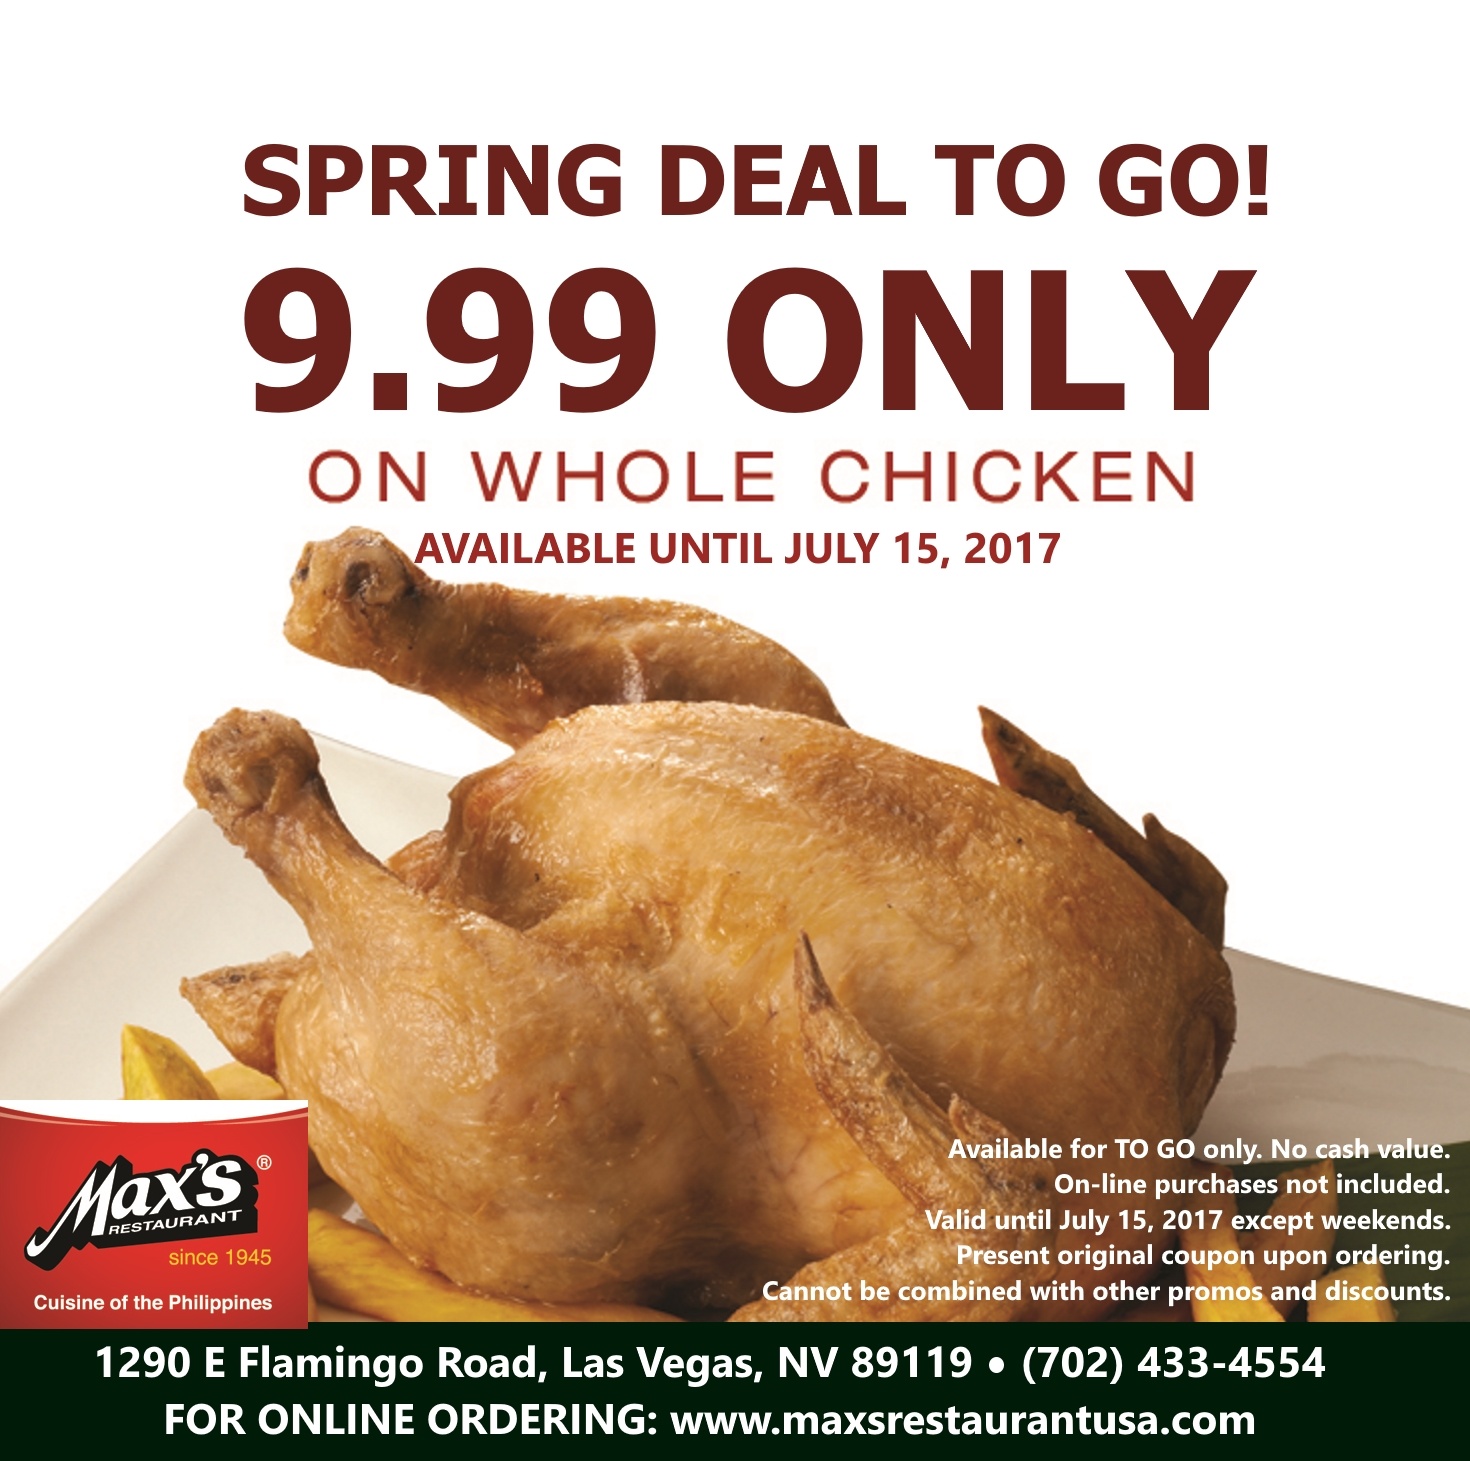 SPRING DEAL TO GO!
9.99 ONLY
ON WHOLE CHICKEN
AVAILABLE UNTIL JULY 15, 2017
Available for TO GO only. No cash value.
On-line purchases not included.
Valid until July 15, 2017 except weekends.
Present original coupon upon ordering.
Cannot be combined with other promos and discounts.
Max's ®
RESTAURANT
since 1945
Cuisine of the Philippines
1290 E Flamingo Road, Las Vegas, NV 89119 • (702) 433-4554
FOR ONLINE ORDERING: www.maxsrestaurantusa.com